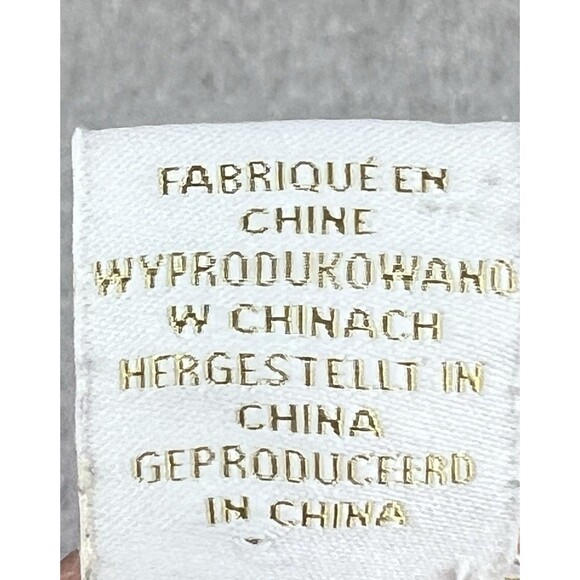 FABRIQUÉ EN
CHINE
WYPRODUKOWANO
W CHINACH
HERGESTELLT IN
CHINA
GEPRODUCEERD
IN CHINA